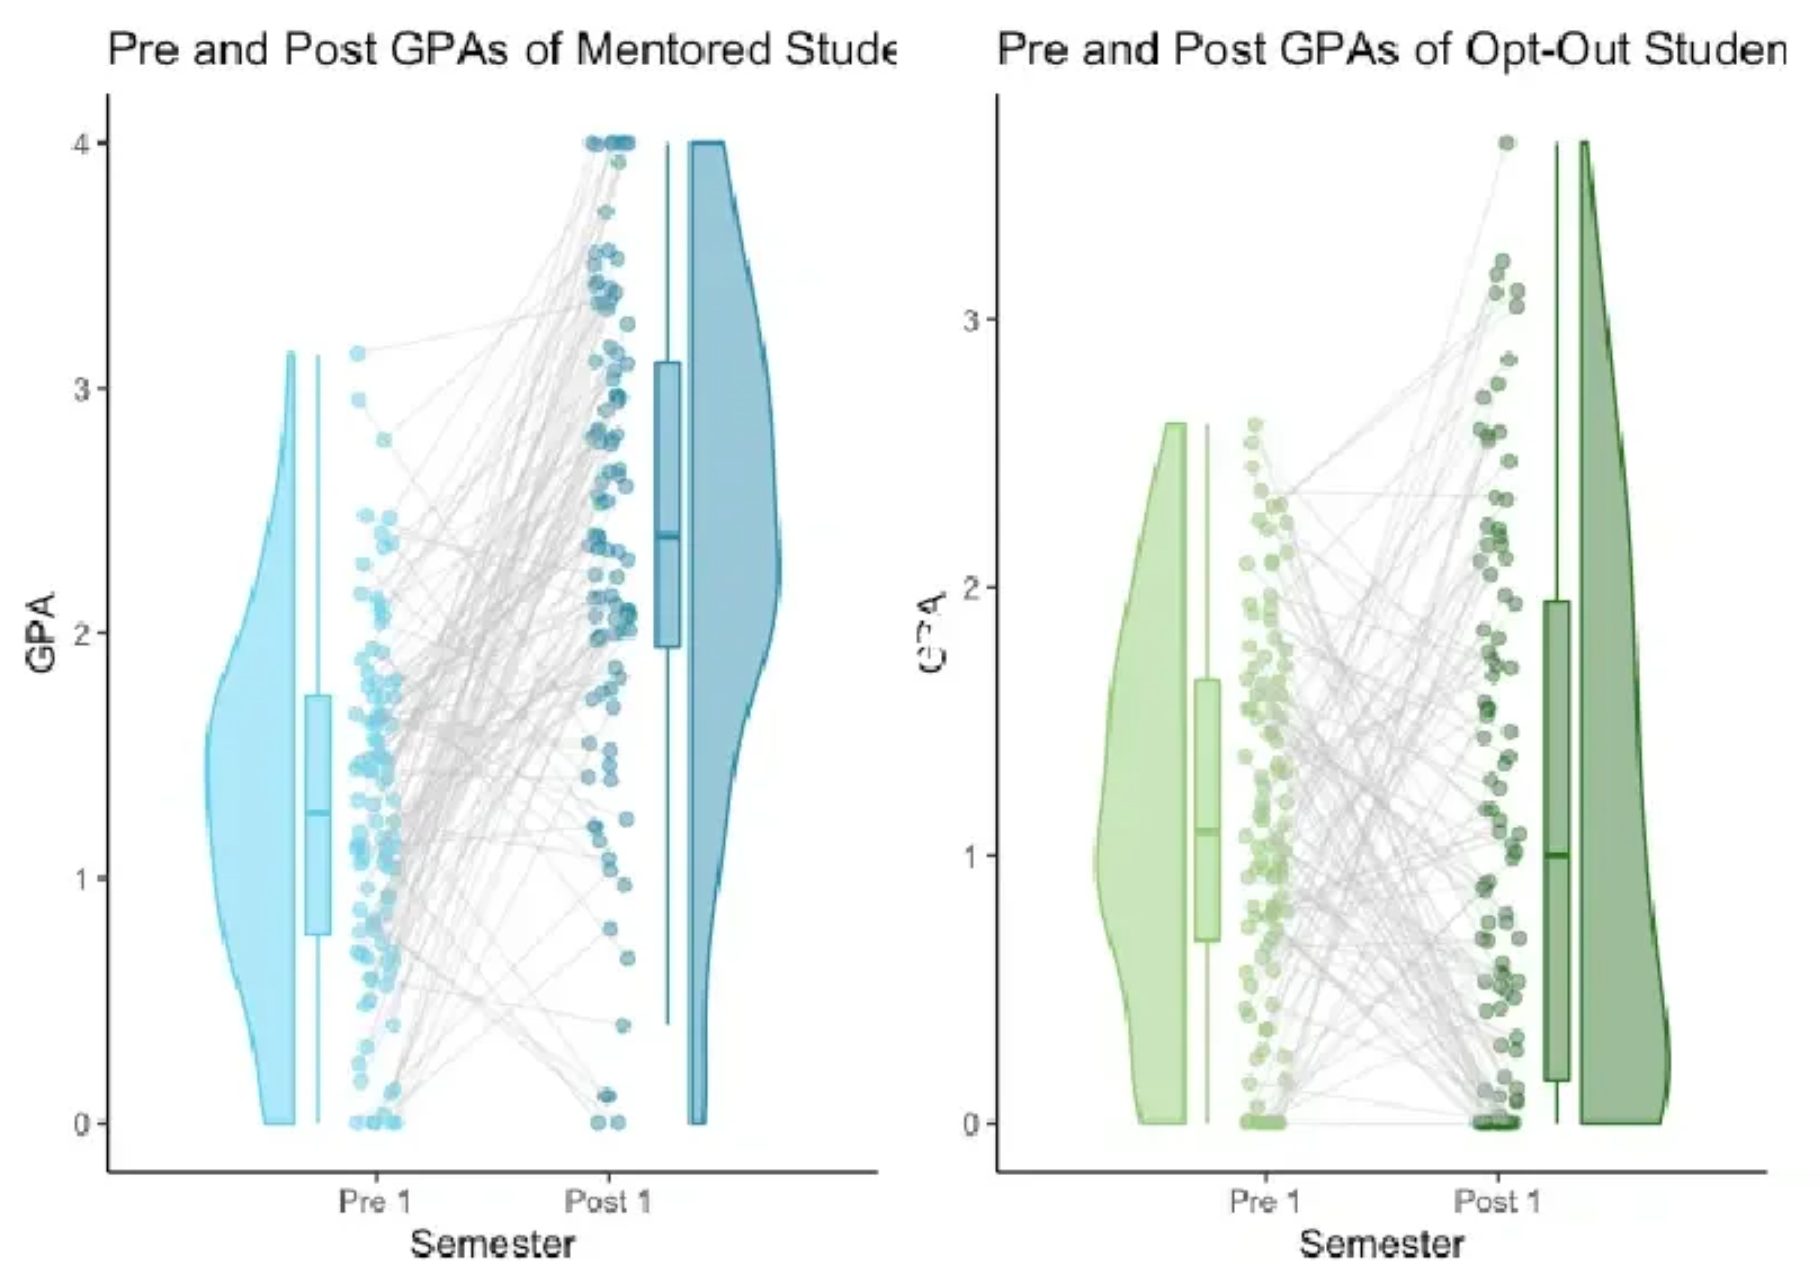 Pre and Post GPAs of Mentored Stude
GPA
4
3
2
1
0
Pre 1
Post 1
Semester
Pre and Post GPAs of Opt-Out Studen
GPA
3
2
1
0
Pre 1
Post 1
Semester